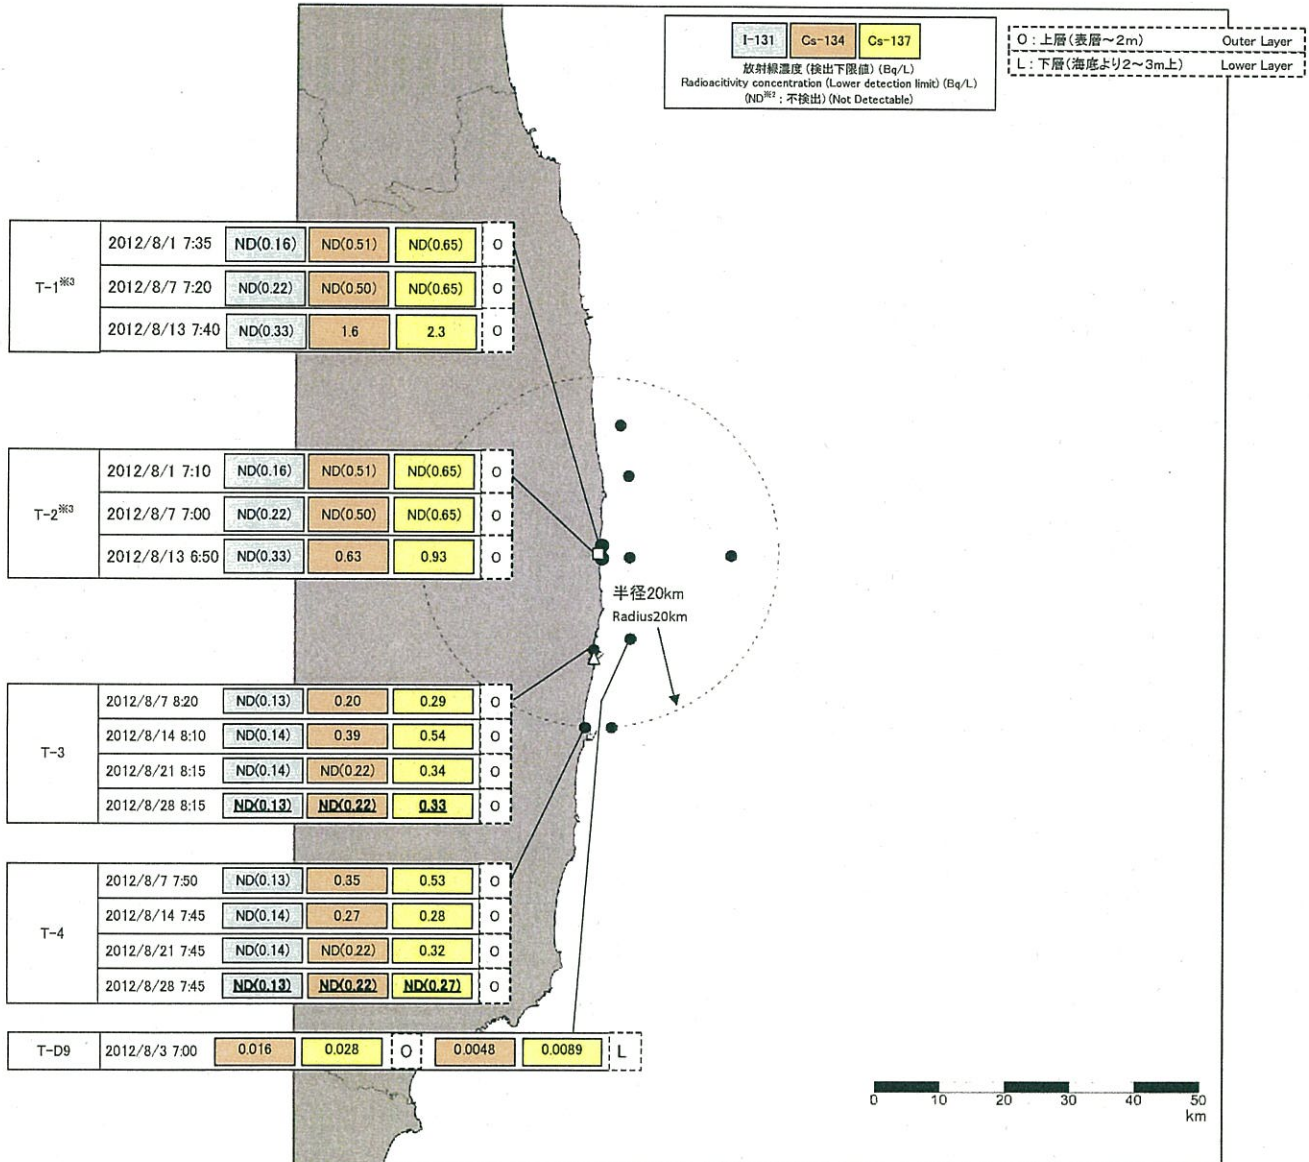 I-131 Cs-134 Cs-137
放射線濃度 (検出下限値) (Bq/L)
Radioacitivity concentration (Lower detection limit) (Bq/L)
(ND※2 : 不検出) (Not Detectable)
O : 上層(表層～2m) Outer Layer
L : 下層(海底より2～3m上) Lower Layer
T-1※3
2012/8/1 7:35 ND(0.16) ND(0.51) ND(0.65) O
2012/8/7 7:20 ND(0.22) ND(0.50) ND(0.65) O
2012/8/13 7:40 ND(0.33) 1.6 2.3 O
T-2※3
2012/8/1 7:10 ND(0.16) ND(0.51) ND(0.65) O
2012/8/7 7:00 ND(0.22) ND(0.50) ND(0.65) O
2012/8/13 6:50 ND(0.33) 0.63 0.93 O
半径20km
Radius20km
T-3
2012/8/7 8:20 ND(0.13) 0.20 0.29 O
2012/8/14 8:10 ND(0.14) 0.39 0.54 O
2012/8/21 8:15 ND(0.14) ND(0.22) 0.34 O
2012/8/28 8:15 ND(0.13) ND(0.22) 0.33 O
T-4
2012/8/7 7:50 ND(0.13) 0.35 0.53 O
2012/8/14 7:45 ND(0.14) 0.27 0.28 O
2012/8/21 7:45 ND(0.14) ND(0.22) 0.32 O
2012/8/28 7:45 ND(0.13) ND(0.22) ND(0.27) O
T-D9 2012/8/3 7:00 0.016 0.028 O 0.0048 0.0089 L
0 10 20 30 40 50
km